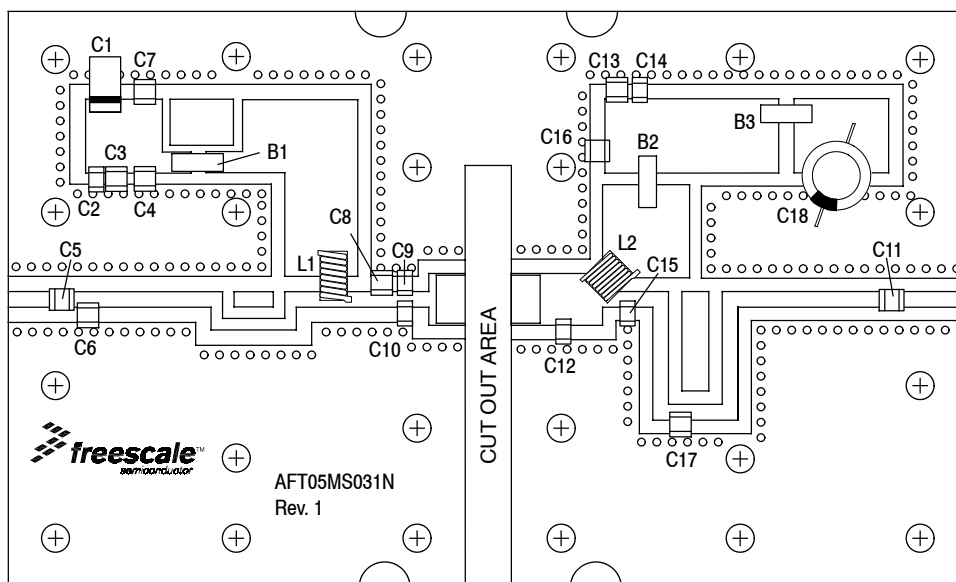 C1
C7
C13 C14
C16
B3
B2
B1
C3
C2
C4
C18
C8
C9
L1
L2
C15
C5
C11
C6
C10
C12
CUT OUT AREA
C17
freescale™
semiconductor
AFT05MS031N
Rev. 1